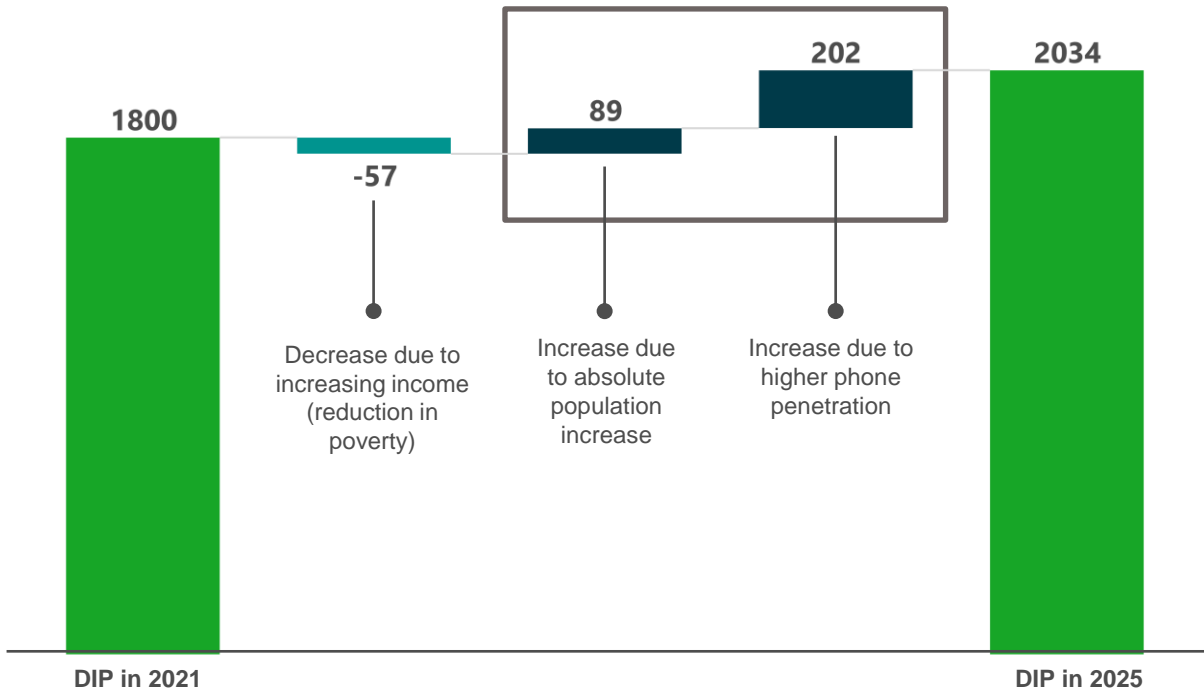 1800
-57
89
202
2034
Decrease due to
increasing income
(reduction in
poverty)
Increase due
to absolute
population
increase
Increase due to
higher phone
penetration
DIP in 2021
DIP in 2025